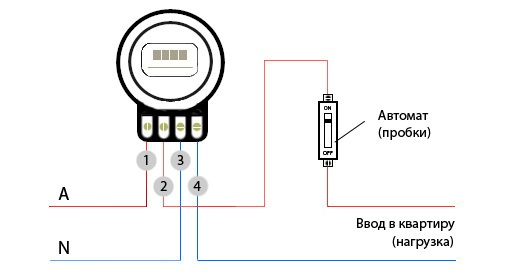 ON
OFF
Автомат
(пробки)
1
3
2
4
A
N
Ввод в квартиру
(нагрузка)